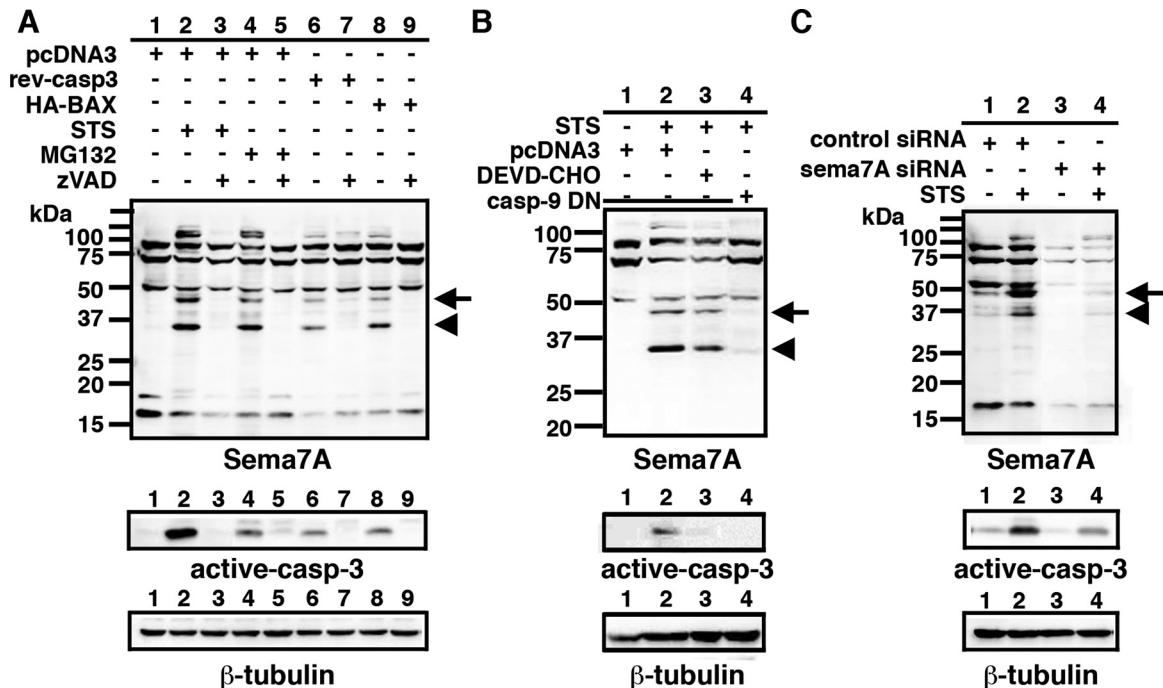 A
1 2 3 4 5 6 7 8 9
pcDNA3 + + + + + - - - -
rev-casp3 - - - - - + + - -
HA-BAX - - - - - - - + +
STS - + + - - - - - -
MG132 - - - + + - - - -
zVAD - - + - + - + - +
kDa
100
75
50
37
25
20
15
Sema7A
1 2 3 4 5 6 7 8 9
active-casp-3
1 2 3 4 5 6 7 8 9
β-tubulin
B
1 2 3 4
STS - + + +
pcDNA3 + + - -
DEVD-CHO - - + -
casp-9 DN +
100
75
50
37
25
20
Sema7A
1 2 3 4
active-casp-3
1 2 3 4
β-tubulin
C
1 2 3 4
control siRNA + + - -
sema7A siRNA - - + +
STS - + - +
kDa
100
75
50
37
25
20
15
Sema7A
1 2 3 4
active-casp-3
1 2 3 4
β-tubulin